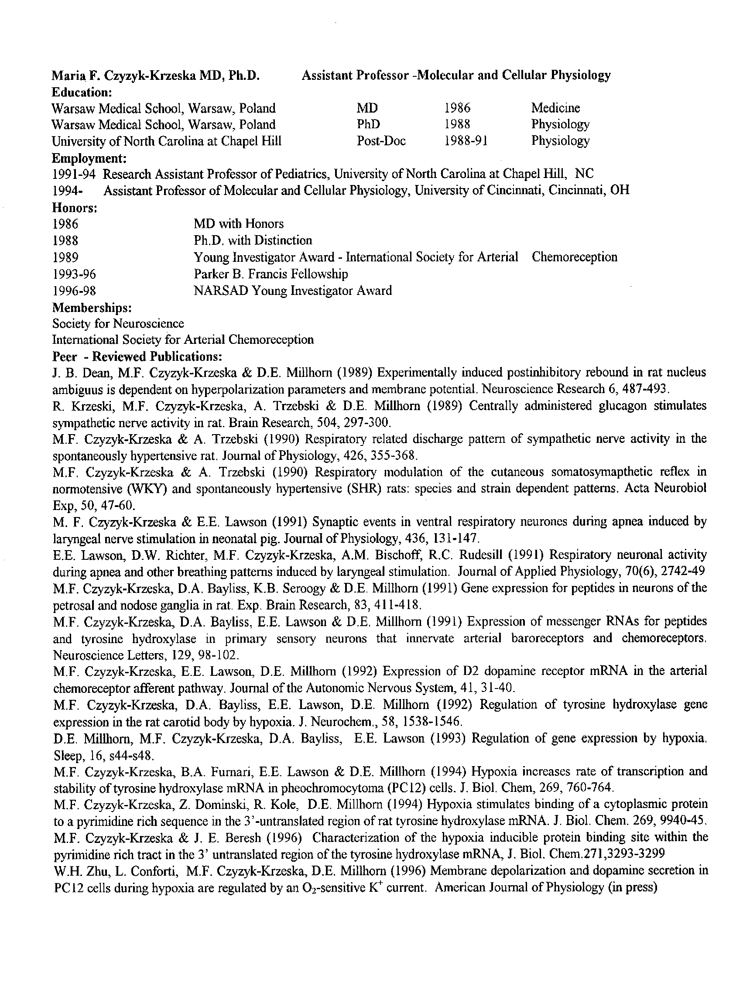 Maria F. Czyzyk-Krzeska MD, Ph.D. Assistant Professor -Molecular and Cellular Physiology
Education:
Warsaw Medical School, Warsaw, Poland MD 1986 Medicine
Warsaw Medical School, Warsaw, Poland PhD 1988 Physiology
University of North Carolina at Chapel Hill Post-Doc 1988-91 Physiology
Employment:
1991-94 Research Assistant Professor of Pediatrics, University of North Carolina at Chapel Hill, NC
1994- Assistant Professor of Molecular and Cellular Physiology, University of Cincinnati, Cincinnati, OH
Honors:
1986 MD with Honors
1988 Ph.D. with Distinction
1989 Young Investigator Award - International Society for Arterial Chemoreception
1993-96 Parker B. Francis Fellowship
1996-98 NARSAD Young Investigator Award
Memberships:
Society for Neuroscience
International Society for Arterial Chemoreception
Peer - Reviewed Publications:
J. B. Dean, M.F. Czyzyk-Krzeska & D.E. Millhorn (1989) Experimentally induced postinhibitory rebound in rat nucleus
ambiguus is dependent on hyperpolarization parameters and membrane potential. Neuroscience Research 6, 487-493.
R. Krzeski, M.F. Czyzyk-Krzeska, A. Trzebski & D.E. Millhorn (1989) Centrally administered glucagon stimulates
sympathetic nerve activity in rat. Brain Research, 504, 297-300.
M.F. Czyzyk-Krzeska & A. Trzebski (1990) Respiratory related discharge pattern of sympathetic nerve activity in the
spontaneously hypertensive rat. Journal of Physiology, 426, 355-368.
M.F. Czyzyk-Krzeska & A. Trzebski (1990) Respiratory modulation of the cutaneous somatosymapthetic reflex in
normotensive (WKY) and spontaneously hypertensive (SHR) rats: species and strain dependent patterns. Acta Neurobiol
Exp, 50, 47-60.
M. F. Czyzyk-Krzeska & E.E. Lawson (1991) Synaptic events in ventral respiratory neurones during apnea induced by
laryngeal nerve stimulation in neonatal pig. Journal of Physiology, 436, 131-147.
E.E. Lawson, D.W. Richter, M.F. Czyzyk-Krzeska, A.M. Bischoff, R.C. Rudesill (1991) Respiratory neuronal activity
during apnea and other breathing patterns induced by laryngeal stimulation. Journal of Applied Physiology, 70(6), 2742-49
M.F. Czyzyk-Krzeska, D.A. Bayliss, K.B. Seroogy & D.E. Millhorn (1991) Gene expression for peptides in neurons of the
petrosal and nodose ganglia in rat. Exp. Brain Research, 83, 411-418.
M.F. Czyzyk-Krzeska, D.A. Bayliss, E.E. Lawson & D.E. Millhorn (1991) Expression of messenger RNAs for peptides
and tyrosine hydroxylase in primary sensory neurons that innervate arterial baroreceptors and chemoreceptors.
Neuroscience Letters, 129, 98-102.
M.F. Czyzyk-Krzeska, E.E. Lawson, D.E. Millhorn (1992) Expression of D2 dopamine receptor mRNA in the arterial
chemoreceptor afferent pathway. Journal of the Autonomic Nervous System, 41, 31-40.
M.F. Czyzyk-Krzeska, D.A. Bayliss, E.E. Lawson, D.E. Millhorn (1992) Regulation of tyrosine hydroxylase gene
expression in the rat carotid body by hypoxia. J. Neurochem., 58, 1538-1546.
D.E. Millhorn, M.F. Czyzyk-Krzeska, D.A. Bayliss, E.E. Lawson (1993) Regulation of gene expression by hypoxia.
Sleep, 16, s44-s48.
M.F. Czyzyk-Krzeska, B.A. Furnari, E.E. Lawson & D.E. Millhorn (1994) Hypoxia increases rate of transcription and
stability of tyrosine hydroxylase mRNA in pheochromocytoma (PC12) cells. J. Biol. Chem, 269, 760-764.
M.F. Czyzyk-Krzeska, Z. Dominski, R. Kole, D.E. Millhorn (1994) Hypoxia stimulates binding of a cytoplasmic protein
to a pyrimidine rich sequence in the 3’-untranslated region of rat tyrosine hydroxylase mRNA. J. Biol. Chem. 269, 9940-45.
M.F. Czyzyk-Krzeska & J. E. Beresh (1996) Characterization of the hypoxia inducible protein binding site within the
pyrimidine rich tract in the 3’ untranslated region of the tyrosine hydroxylase mRNA, J. Biol. Chem.271,3293-3299
W.H. Zhu, L. Conforti, M.F. Czyzyk-Krzeska, D.E. Millhorn (1996) Membrane depolarization and dopamine secretion in
PC12 cells during hypoxia are regulated by an O₂-sensitive K⁺ current. American Journal of Physiology (in press)